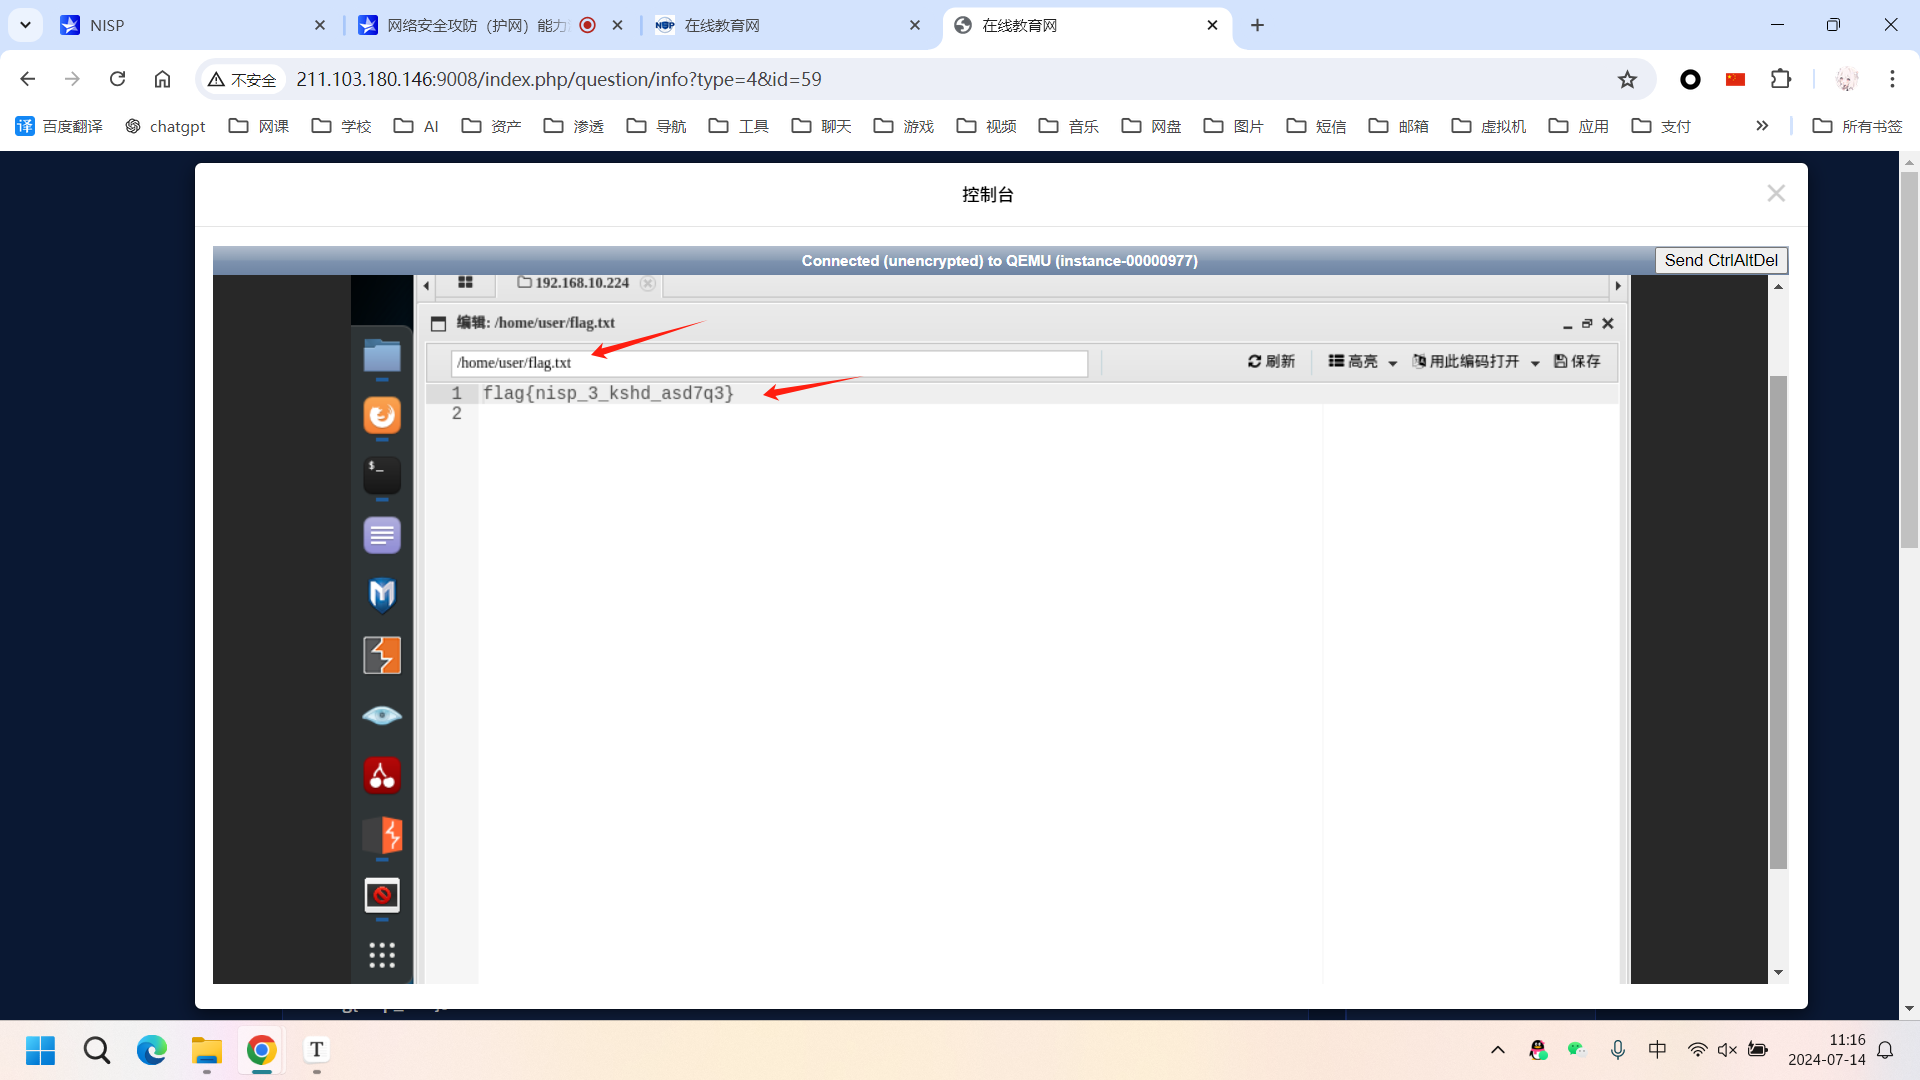 NISP
网络安全攻防（护网）能力
在线教育网
在线教育网
不安全
211.103.180.146:9008/index.php/question/info?type=4&id=59
百度翻译
chatgpt
网课
学校
AI
资产
渗透
导航
工具
聊天
游戏
视频
音乐
网盘
图片
短信
邮箱
虚拟机
应用
支付
所有书签
控制台
Connected (unencrypted) to QEMU (instance-00000977)
Send CtrlAltDel
192.168.10.224
编辑: /home/user/flag.txt
/home/user/flag.txt
刷新
高亮
用此编码打开
保存
1 flag{nisp_3_kshd_asd7q3}
2
中
11:16
2024-07-14